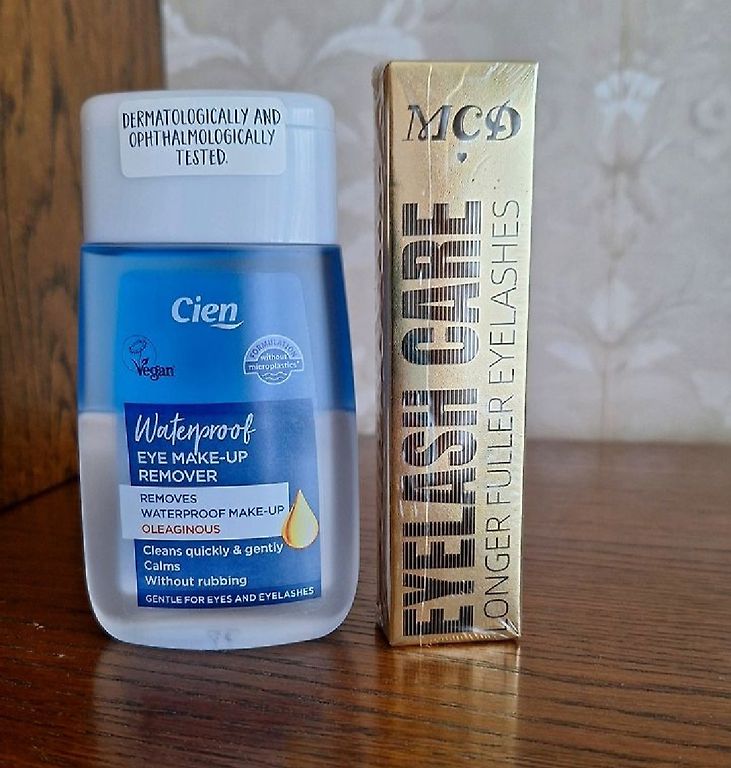 DERMATOLOGICALLY AND
OPHTHALMOLOGICALLY
TESTED.
Cien
Vegan
FORMULATION
without
microplastics*
Waterproof
EYE MAKE-UP
REMOVER
REMOVES
WATERPROOF MAKE-UP
OLEAGINOUS
Cleans quickly & gently
Calms
Without rubbing
GENTLE FOR EYES AND EYELASHES
MCD
EYELASH CARE
LONGER FULLER EYELASHES